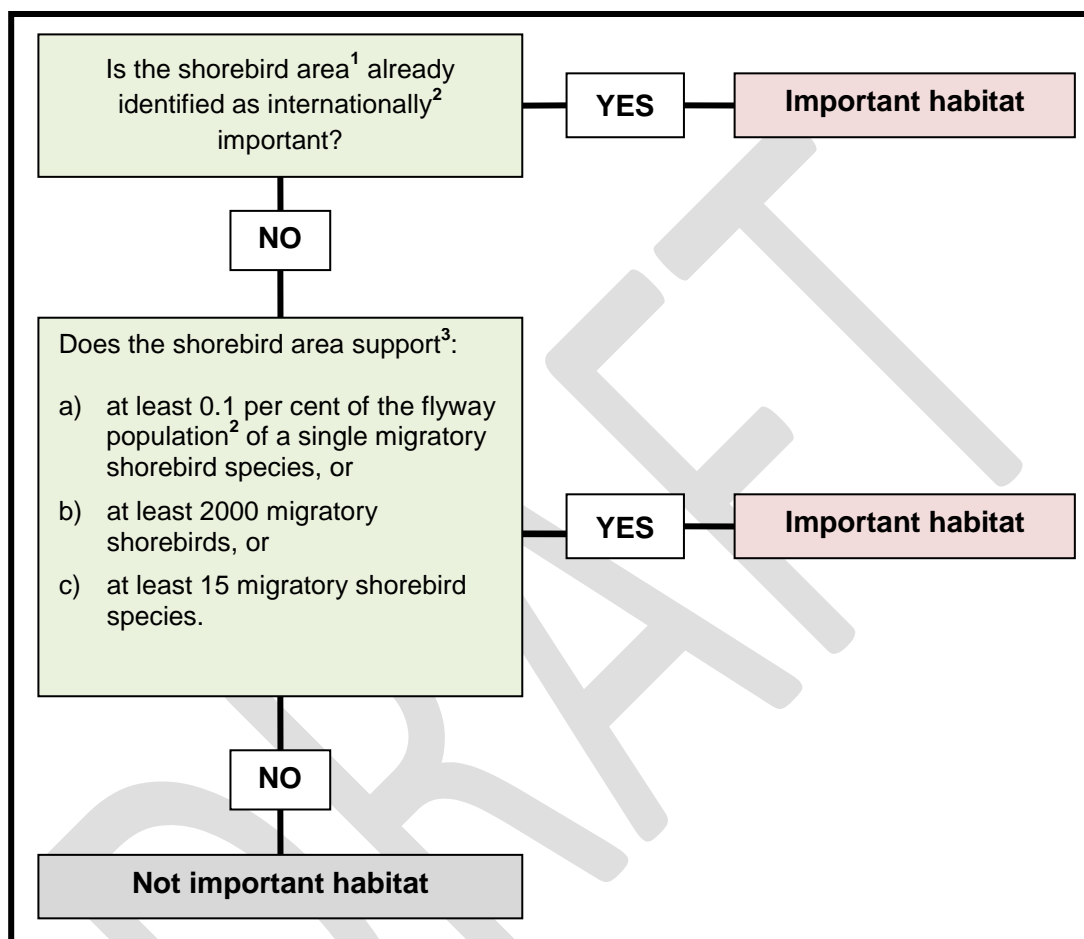 Is the shorebird area¹ already
identified as internationally²
important?
YES
Important habitat
NO
Does the shorebird area support³:
a) at least 0.1 per cent of the flyway
population² of a single migratory
shorebird species, or
b) at least 2000 migratory
shorebirds, or
c) at least 15 migratory shorebird
species.
YES
Important habitat
NO
Not important habitat
DRAFT